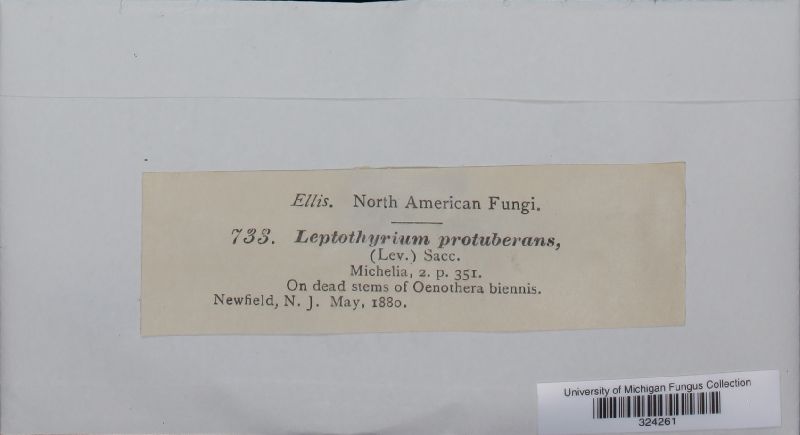 Ellis. North American Fungi.
733. Leptothyrium protuberans,
(Lev.) Sacc.
Michelia, 2. p. 351.
On dead stems of Oenothera biennis.
Newfield, N. J. May, 1880.
University of Michigan Fungus Collection
324261